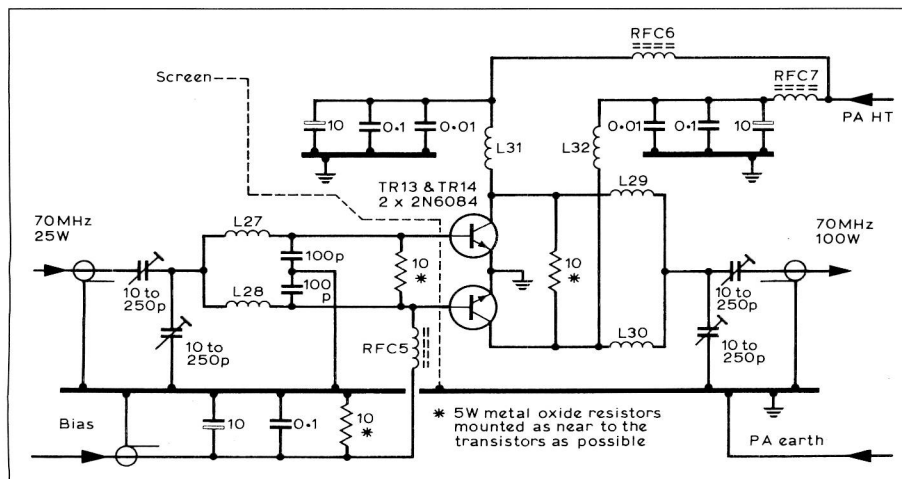 RFC6
Screen
RFC7
10
0·1
0·01
L31
L32
0·01
0·1
10
PA HT
TR13 & TR14
2 x 2N6084
L29
70MHz
25W
L27
70MHz
100W
100p
10
*
10
*
10 to
250p
100
p
L28
10 to
250p
L30
10 to
250p
RFC5
10 to
250p
Bias
10
0·1
10
*
* 5W metal oxide resistors
mounted as near to the
transistors as possible
PA earth